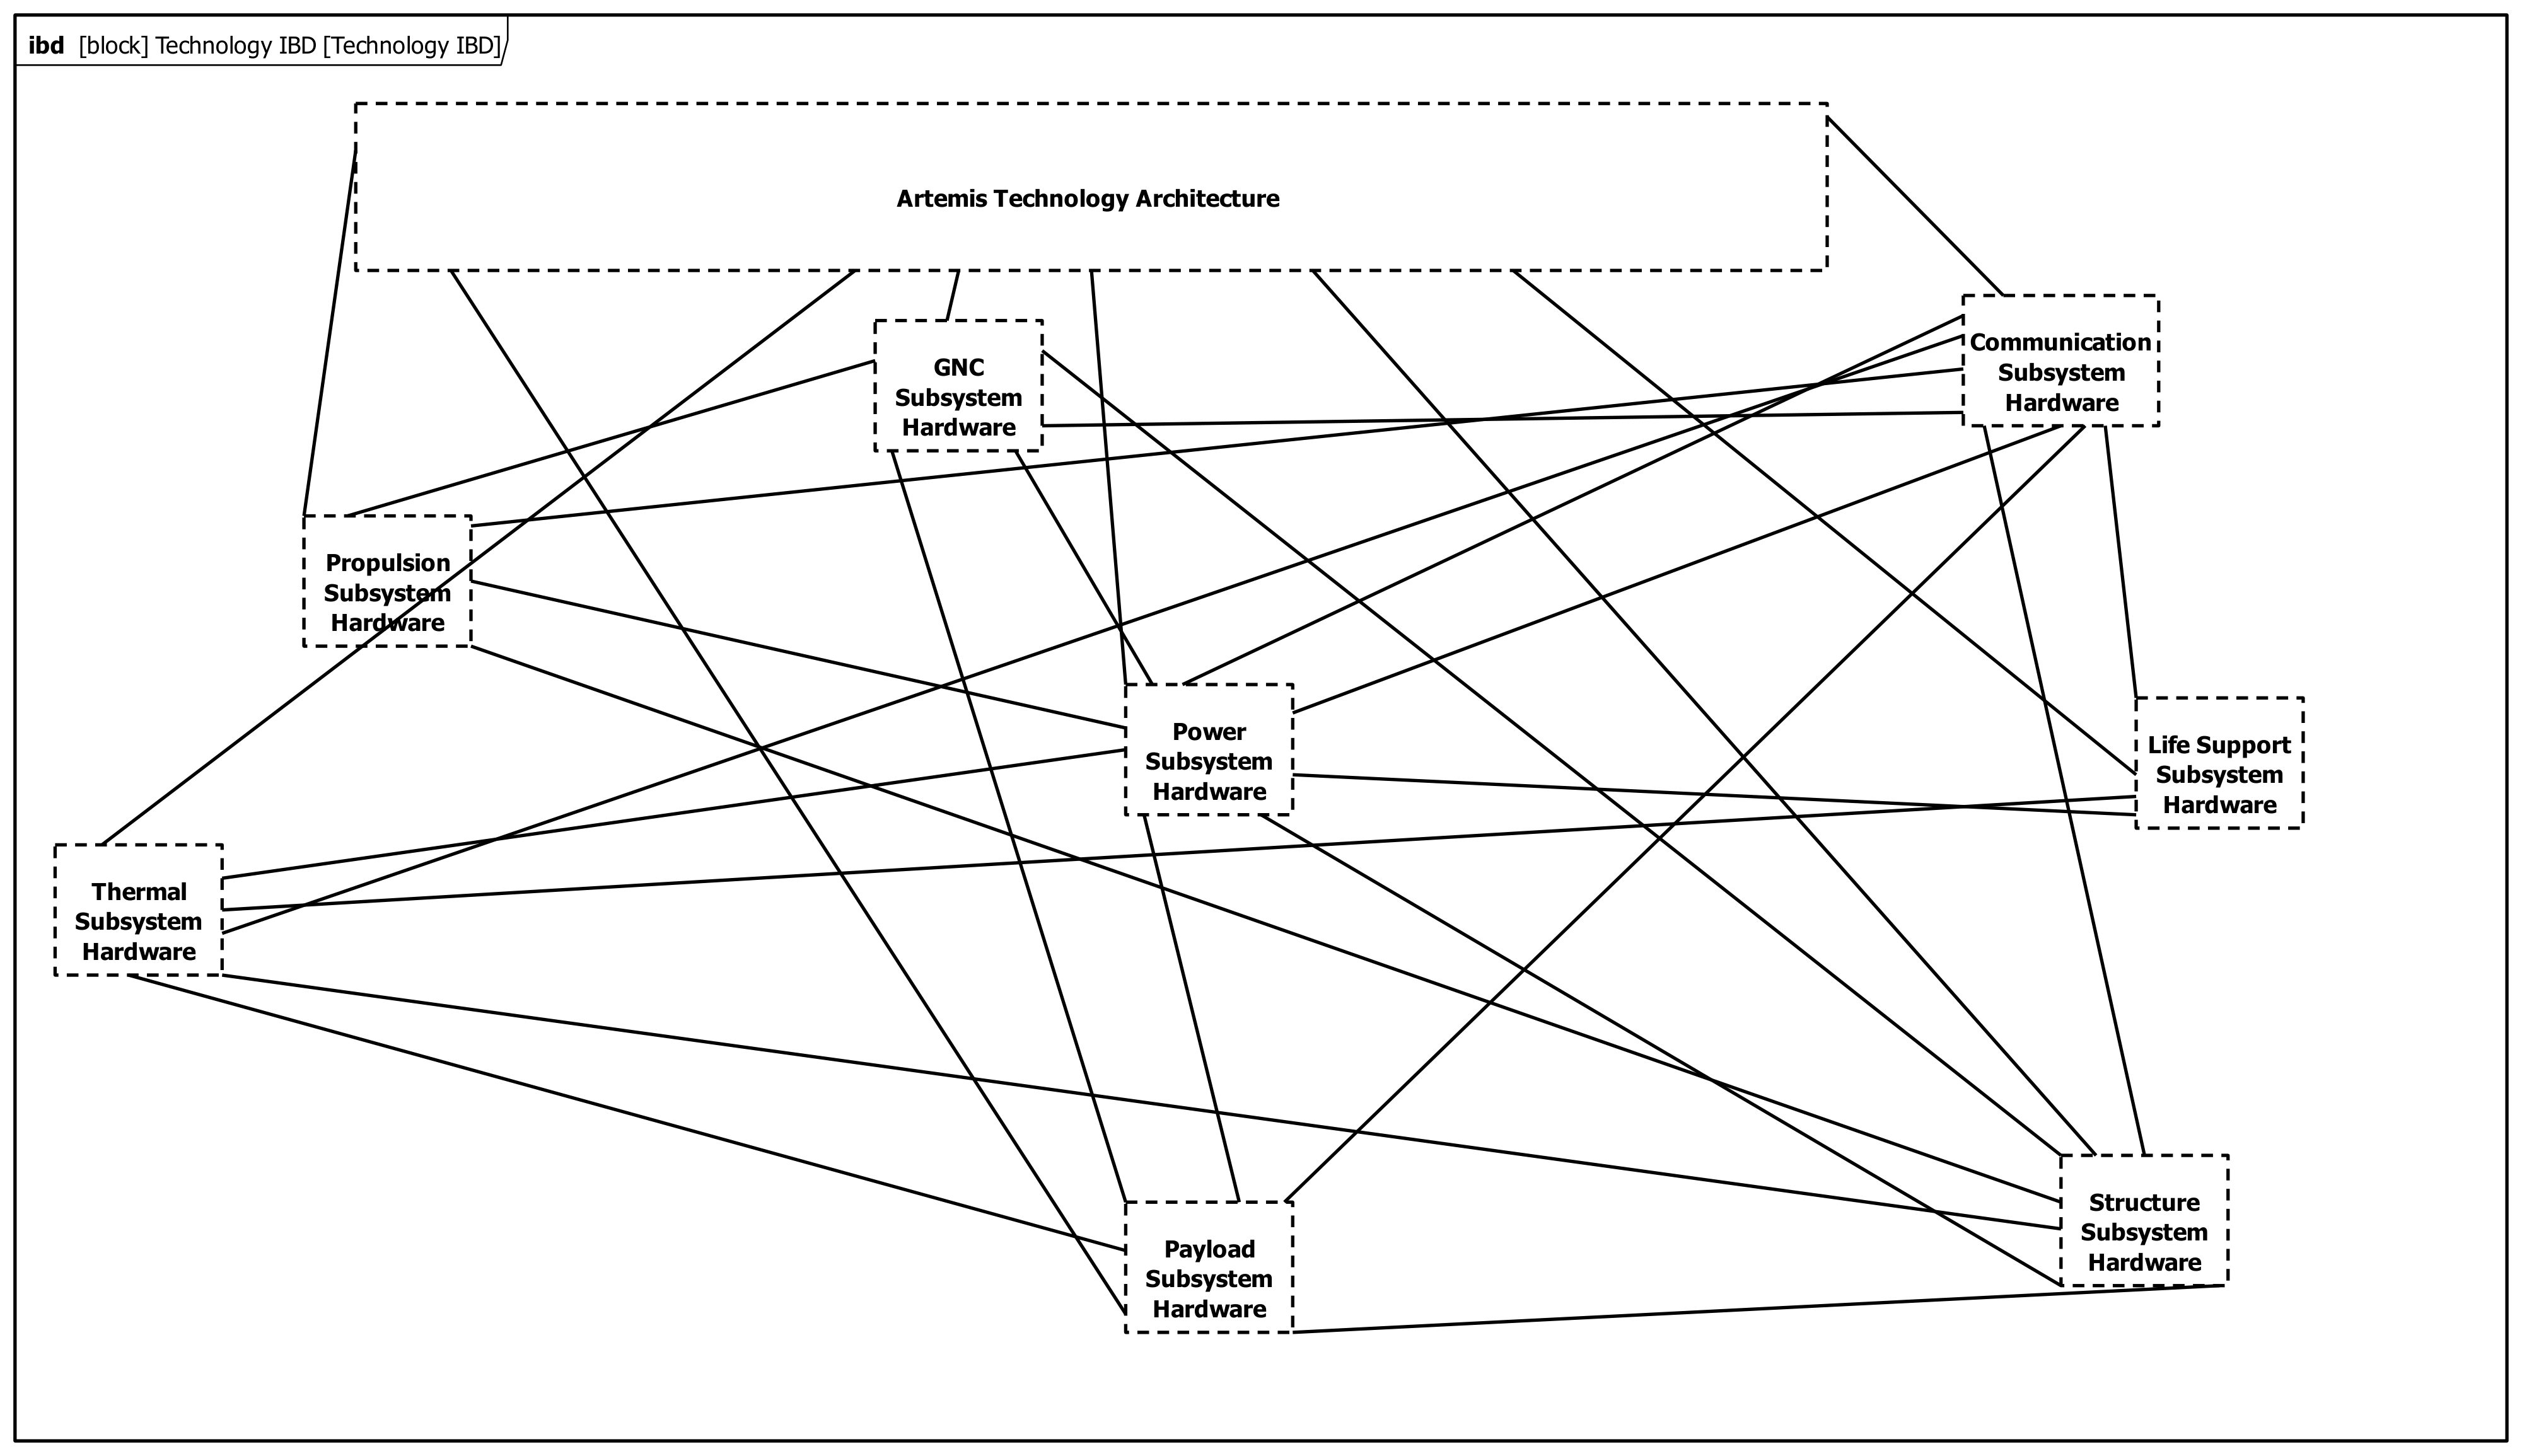 ibd [block] Technology IBD [Technology IBD]
Artemis Technology Architecture
GNC
Subsystem
Hardware
Communication
Subsystem
Hardware
Propulsion
Subsystem
Hardware
Power
Subsystem
Hardware
Life Support
Subsystem
Hardware
Thermal
Subsystem
Hardware
Payload
Subsystem
Hardware
Structure
Subsystem
Hardware